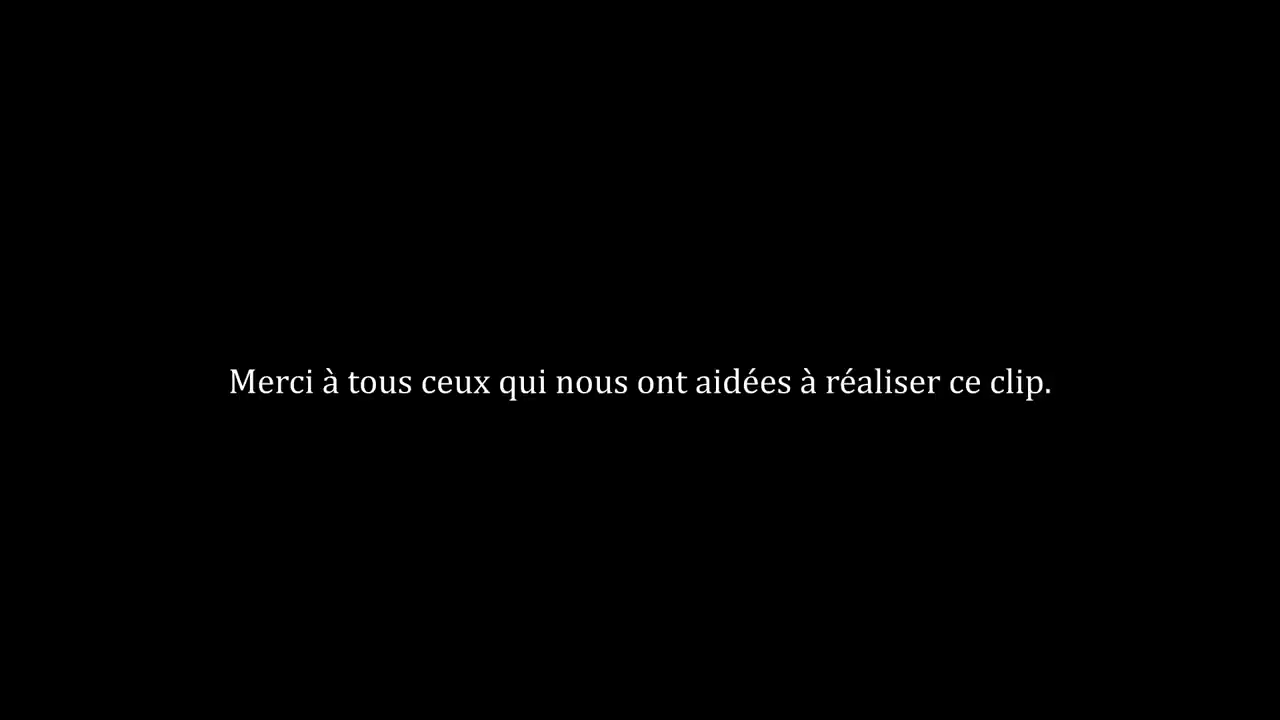 Merci à tous ceux qui nous ont aidées à réaliser ce clip.